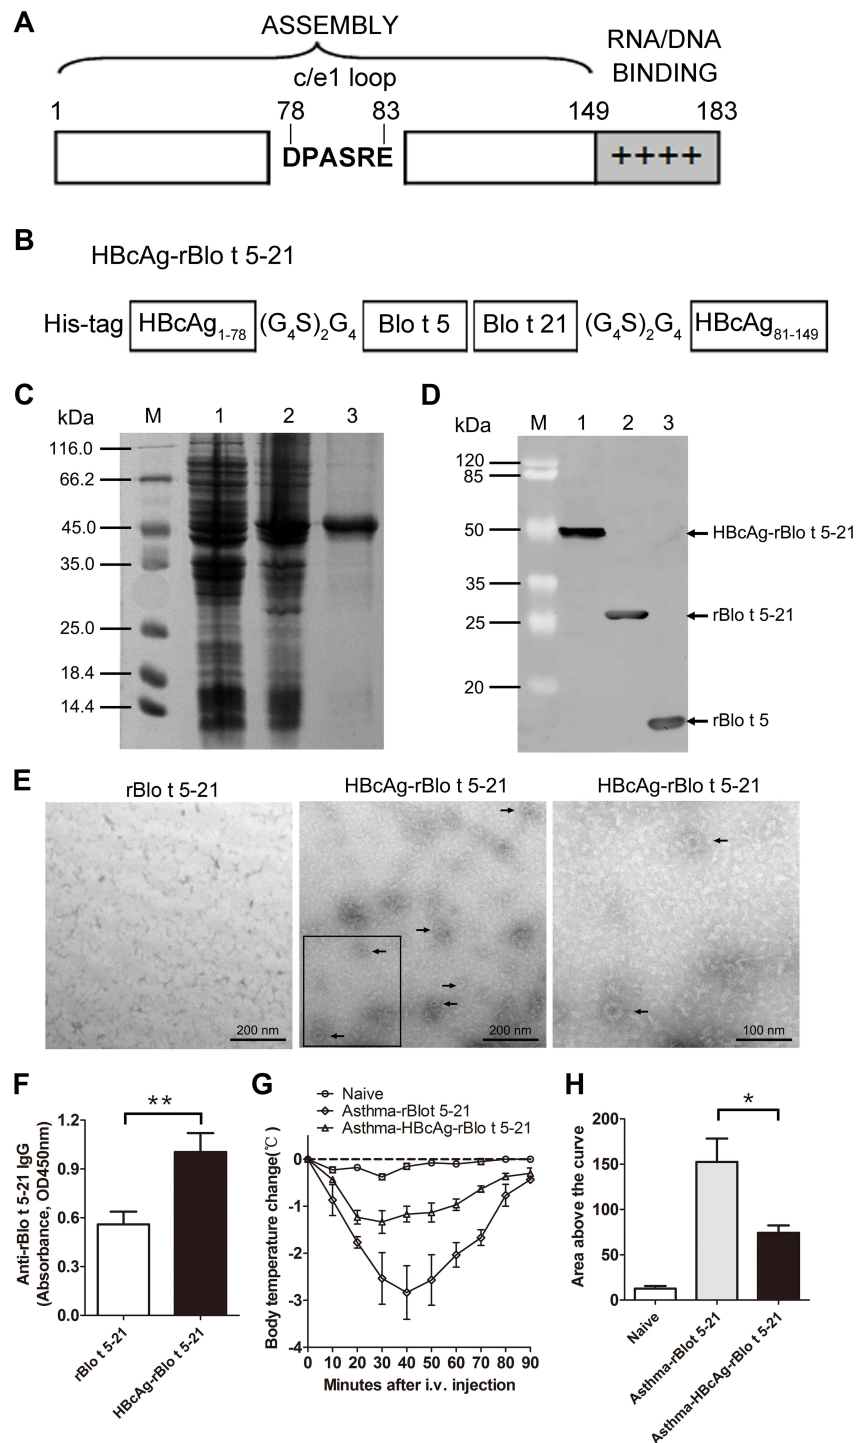 A
ASSEMBLY
RNA/DNA
BINDING
c/e1 loop
1 78 83 149 183
DPASRE
++++
B
HBcAg-rBlo t 5-21
His-tag HBcAg1-78 (G4S)2G4 Blo t 5 Blo t 21 (G4S)2G4 HBcAg81-149
C
kDa M 1 2 3
116.0
66.2
45.0
35.0
25.0
18.4
14.4
D
kDa M 1 2 3
120
85
50
35
25
20
HBcAg-rBlo t 5-21
rBlo t 5-21
rBlo t 5
E
rBlo t 5-21 HBcAg-rBlo t 5-21 HBcAg-rBlo t 5-21
200 nm 200 nm 100 nm
F
**
Anti-rBlo t 5-21 IgG
(Absorbance, OD450nm)
1.2
0.9
0.6
0.3
0.0
rBlo t 5-21
HBcAg-rBlo t 5-21
G
Naive
Asthma-rBlot 5-21
Asthma-HBcAg-rBlo t 5-21
Body temperature change(℃)
0
-1
-2
-3
-4
0 10 20 30 40 50 60 70 80 90
Minutes after i.v. injection
H
*
Area above the curve
200
150
100
50
0
Naive
Asthma-rBlot 5-21
Asthma-HBcAg-rBlo t 5-21